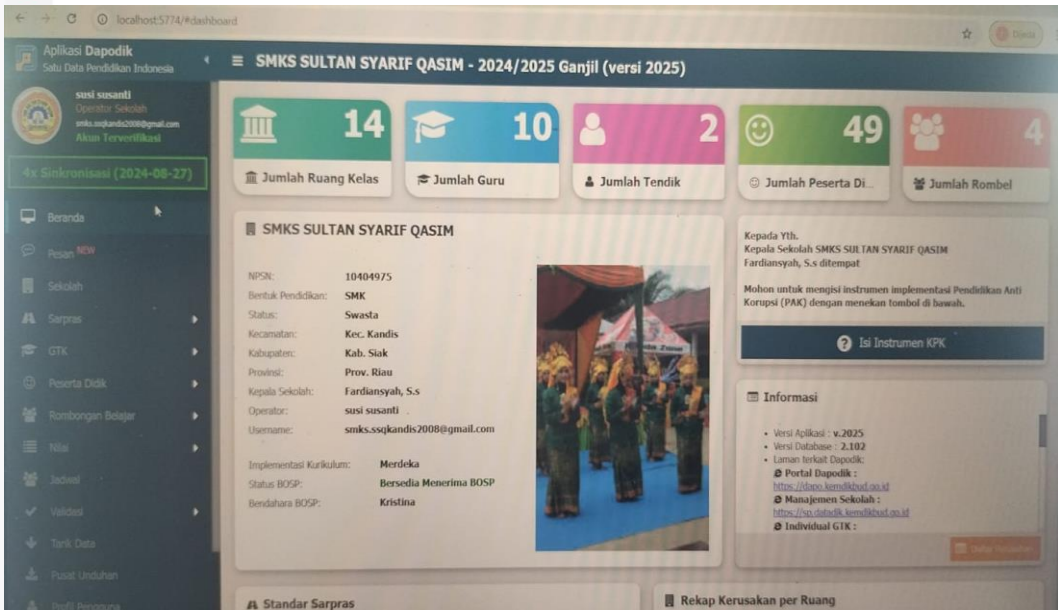 localhost:5774/#dashboard
Aplikasi Dapodik
Satu Data Pendidikan Indonesia
SMKS SULTAN SYARIF QASIM - 2024/2025 Ganjil (versi 2025)
susi susanti
Operator Sekolah
smks.ssqkandis2008@gmail.com
Akun Terverifikasi
4x Sinkronisasi (2024-08-27)
Beranda
Pesan NEW
Sekolah
Sarpras
GTK
Peserta Didik
Rombongan Belajar
Nilai
Jadwal
Validasi
Tarik Data
Pusat Unduhan
Profil Pengguna
14
Jumlah Ruang Kelas
10
Jumlah Guru
2
Jumlah Tendik
49
Jumlah Peserta Di...
4
Jumlah Rombel
SMKS SULTAN SYARIF QASIM
NPSN: 10404975
Bentuk Pendidikan: SMK
Status: Swasta
Kecamatan: Kec. Kandis
Kabupaten: Kab. Siak
Provinsi: Prov. Riau
Kepala Sekolah: Fardiansyah, S.s
Operator: susi susanti
Username: smks.ssqkandis2008@gmail.com
Implementasi Kurikulum: Merdeka
Status BOSP: Bersedia Menerima BOSP
Bendahara BOSP: Kristina
Kepada Yth.
Kepala Sekolah SMKS SULTAN SYARIF QASIM
Fardiansyah, S.s ditempat
Mohon untuk mengisi instrumen implementasi Pendidikan Anti
Korupsi (PAK) dengan menekan tombol di bawah.
Isi Instrumen KPK
Informasi
Versi Aplikasi : v.2025
Versi Database : 2.102
Laman terkait Dapodik:
Portal Dapodik :
https://dapo.kemdikbud.go.id
Manajemen Sekolah :
https://sp.datadik.kemdikbud.go.id
Individual GTK :
Standar Sarpras
Rekap Kerusakan per Ruang